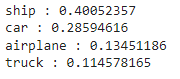 ship : 0.40052357
car : 0.28594616
airplane : 0.13451186
truck : 0.114578165